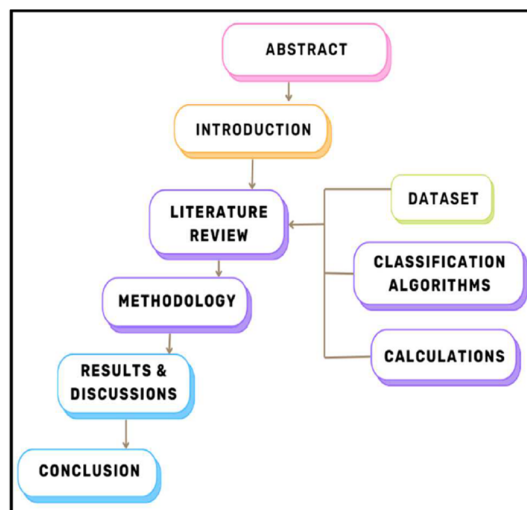 ABSTRACT
INTRODUCTION
LITERATURE
REVIEW
DATASET
CLASSIFICATION
ALGORITHMS
METHODOLOGY
CALCULATIONS
RESULTS &
DISCUSSIONS
CONCLUSION